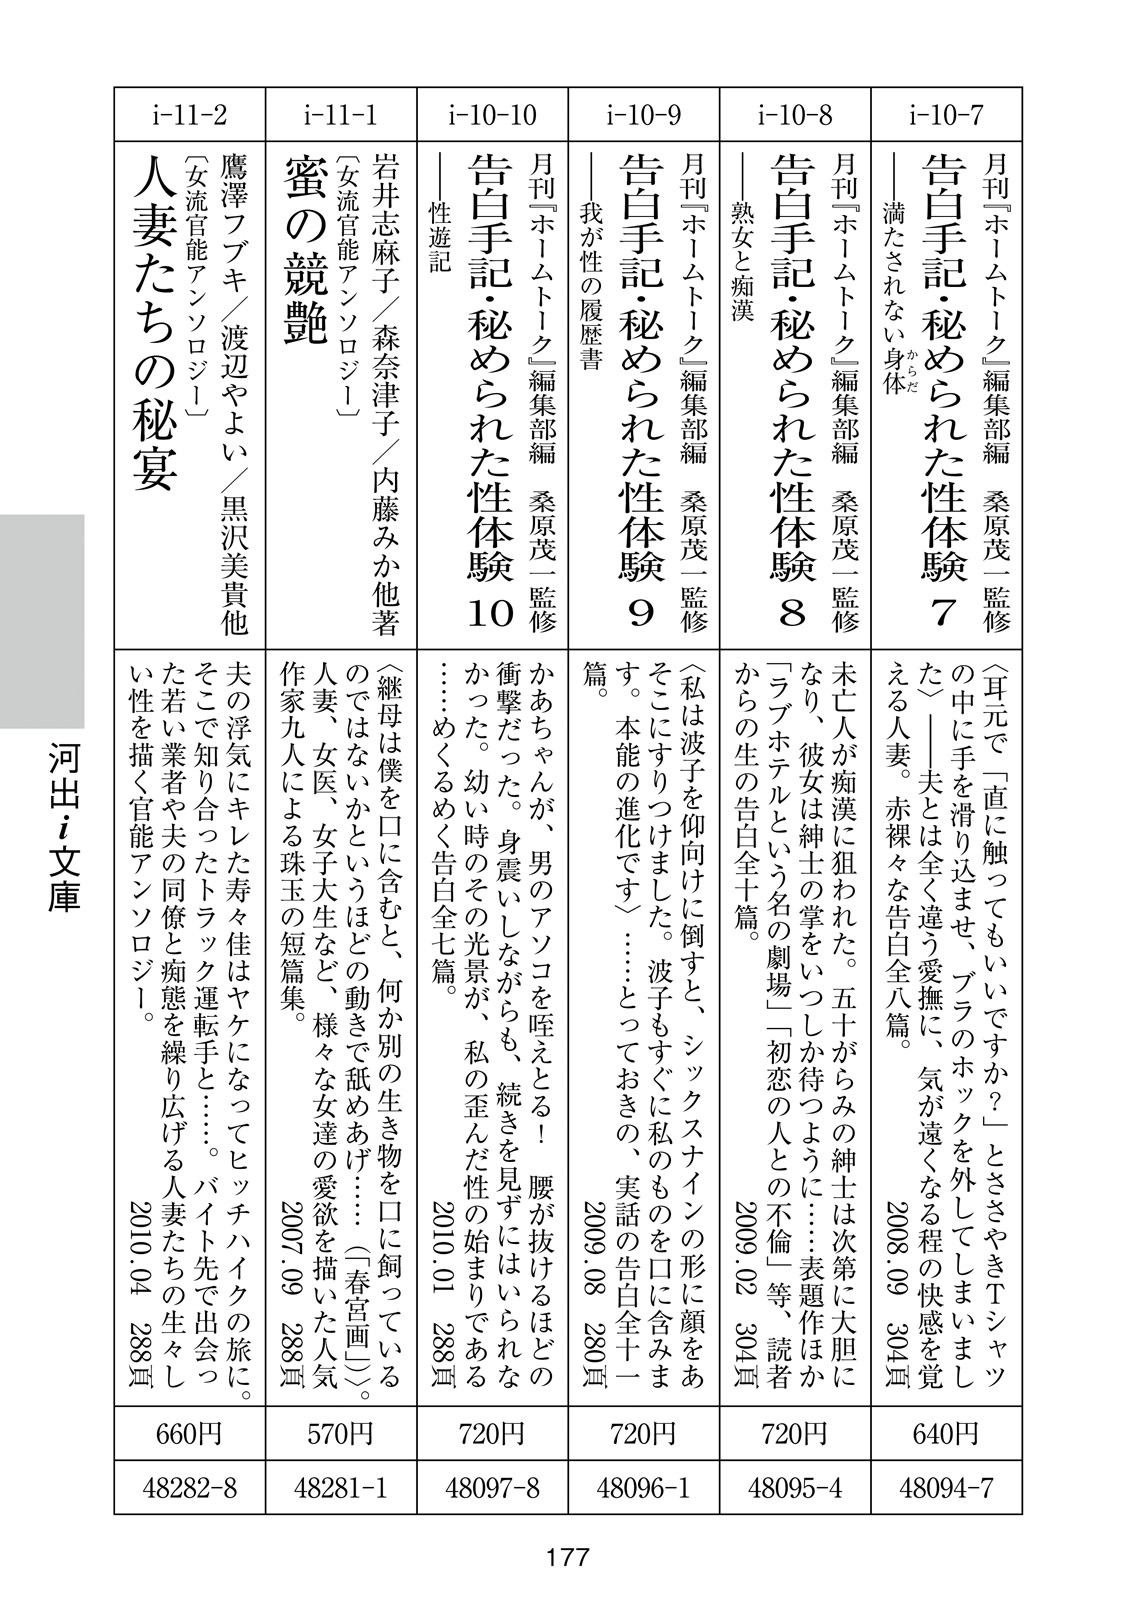 i-10-7
月刊『ホームトーク』編集部編　桑原茂一監修
告白手記・秘められた性体験 7
――満たされない身体
からだ
〈耳元で「直に触ってもいいですか？」とささやきTシャツ
の中に手を滑り込ませ、ブラのホックを外してしまいまし
た〉――夫とは全く違う愛撫に、気が遠くなる程の快感を覚
える人妻。赤裸々な告白全八篇。
2008.09　304頁
640円
48094-7
i-10-8
月刊『ホームトーク』編集部編　桑原茂一監修
告白手記・秘められた性体験 8
――熟女と痴漢
未亡人が痴漢に狙われた。五十がらみの紳士は次第に大胆に
なり、彼女は紳士の掌をいつしか待つように……表題作ほか
「ラブホテルという名の劇場」「初恋の人との不倫」等、読者
からの生の告白全十篇。
2009.02　304頁
720円
48095-4
i-10-9
月刊『ホームトーク』編集部編　桑原茂一監修
告白手記・秘められた性体験 9
――我が性の履歴書
〈私は波子を仰向けに倒すと、シックスナインの形に顔をあ
そこにすりつけました。波子もすぐに私のものを口に含みま
す。本能の進化です〉……とっておきの、実話の告白全十一
篇。
2009.08　280頁
720円
48096-1
i-10-10
月刊『ホームトーク』編集部編　桑原茂一監修
告白手記・秘められた性体験 10
――性遊記
かあちゃんが、男のアソコを咥えとる！　腰が抜けるほどの
衝撃だった。身震いしながらも、続きを見ずにはいられな
かった。幼い時のその光景が、私の歪んだ性の始まりである
……めくるめく告白全七篇。
2010.01　288頁
720円
48097-8
i-11-1
岩井志麻子／森奈津子／内藤みか他著
〔女流官能アンソロジー〕
蜜の競艶
〈継母は僕を口に含むと、何か別の生き物を口に飼っている
のではないかというほどの動きで舐めあげ……（「春宮画」）〉。
人妻、女医、女子大生など、様々な女達の愛欲を描いた人気
作家九人による珠玉の短篇集。
2007.09　288頁
570円
48281-1
i-11-2
鷹澤フブキ／渡辺やよい／黒沢美貴他
〔女流官能アンソロジー〕
人妻たちの秘宴
夫の浮気にキレた寿々佳はヤケになってヒッチハイクの旅に。
そこで知り合ったトラック運転手と……。バイト先で出会っ
た若い業者や夫の同僚と痴態を繰り広げる人妻たちの生々し
い性を描く官能アンソロジー。
2010.04　288頁
660円
48282-8
河出i文庫
177